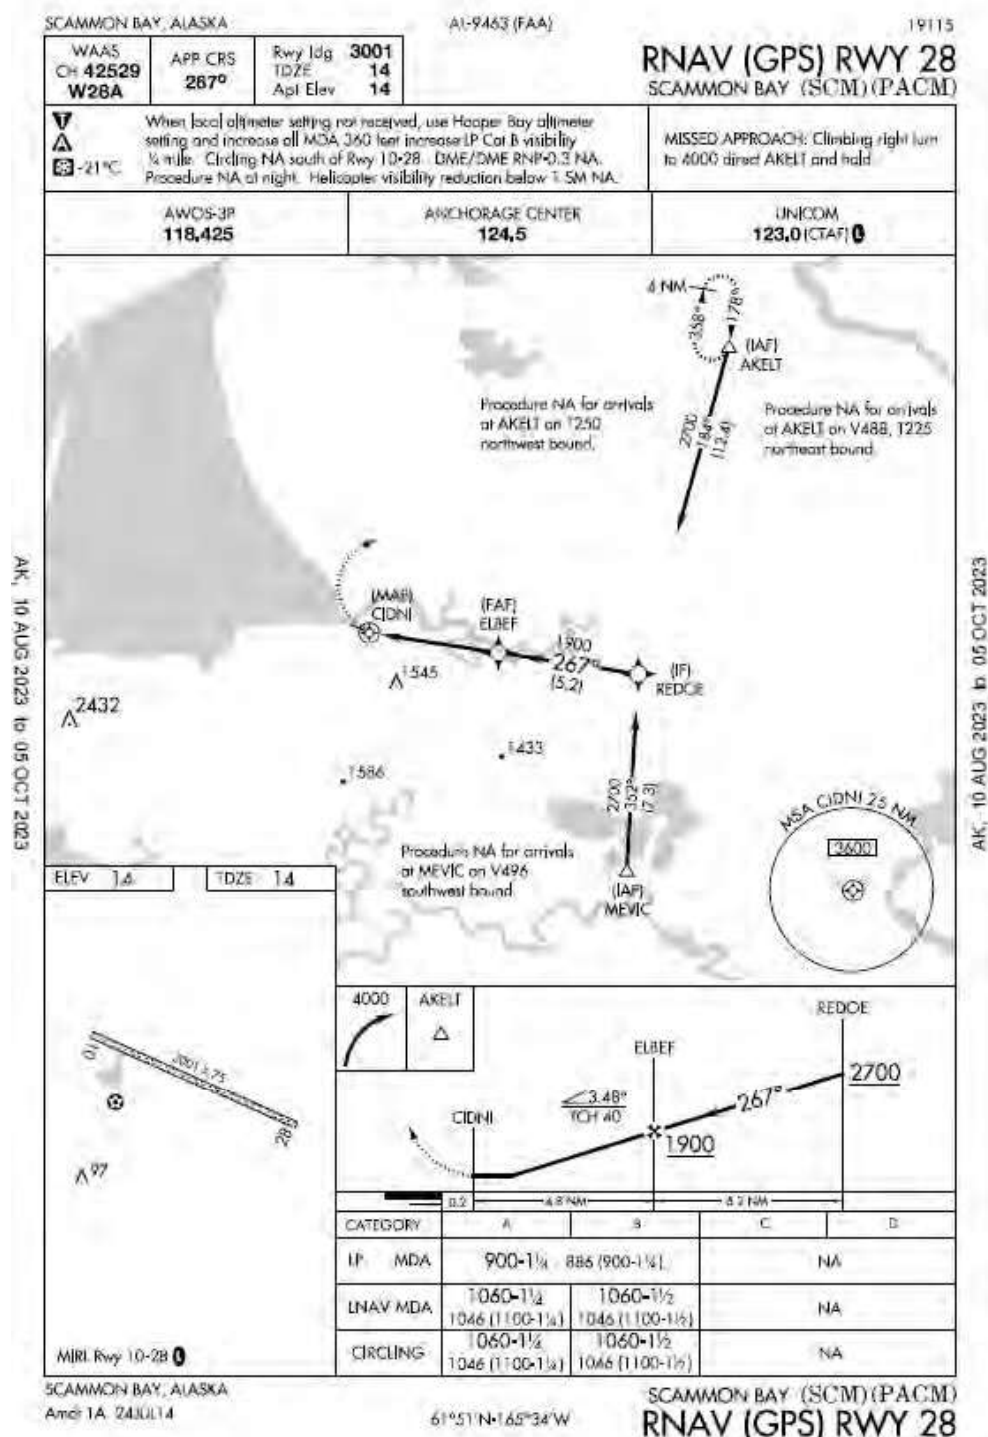 SCAMMON BAY, ALASKA
AL-9463 (FAA)
19115
WAAS
CH 42529
W28A
APP CRS
267°
Rwy ldg 3001
TDZE 14
Apt Elev 14
RNAV (GPS) RWY 28
SCAMMON BAY (SCM)(PACM)
T
A
-21°C
When local altimeter setting not received, use Hooper Bay altimeter
setting and increase all MDA 360 feet increase LP Cat B visibility
¼ mile. Circling NA south of Rwy 10-28. DME/DME RNP-0.3 NA.
Procedure NA at night. Helicopter visibility reduction below 1 SM NA.
MISSED APPROACH: Climbing right turn
to 4000 direct AKELT and hold.
AWOS-3P
118.425
ANCHORAGE CENTER
124.5
UNICOM
123.0 (CTAF) L
4 NM
358°
178°
(IAF)
AKELT
Procedure NA for arrivals
at AKELT on T250
northwest bound.
2700
184°
(12.4)
Procedure NA for arrivals
at AKELT on V488, T225
northeast bound.
AK, 10 AUG 2023 to 05 OCT 2023
AK, 10 AUG 2023 to 05 OCT 2023
(MAP)
CIDNI
(FAF)
ELBEF
1900
267°
(5.2)
(IF)
REDOE
1545
2432
1433
1586
2700
352°
(7.3)
Procedure NA for arrivals
at MEVIC on V496
southwest bound.
(IAF)
MEVIC
MSA CIDNI 25 NM
3600
ELEV 14
TDZE 14
10
3001 X 75
28
97
MIRL Rwy 10-28 L
4000
AKELT
REDOE
ELBEF
2700
267°
3.48°
TCH 40
CIDNI
1900
0.2
4.8 NM
5.2 NM
CATEGORY A B C D
LP MDA 900-1¼ 886 (900-1¼) NA
LNAV MDA 1060-1¼ 1060-1½ NA
1046 (1100-1¼) 1046 (1100-1½)
CIRCLING 1060-1¼ 1060-1½ NA
1046 (1100-1¼) 1046 (1100-1½)
SCAMMON BAY, ALASKA
Amdt 1A 24JUL14
61°51'N-165°34'W
SCAMMON BAY (SCM)(PACM)
RNAV (GPS) RWY 28